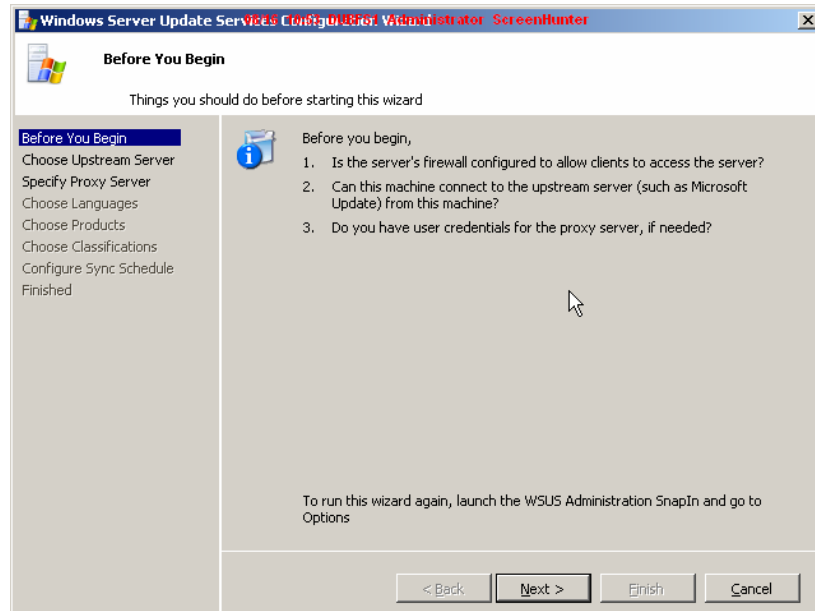 Windows Server Update Services Configuration Wizard
Administrator ScreenHunter
Before You Begin
Things you should do before starting this wizard
Before You Begin
Choose Upstream Server
Specify Proxy Server
Choose Languages
Choose Products
Choose Classifications
Configure Sync Schedule
Finished
Before you begin,
1. Is the server's firewall configured to allow clients to access the server?
2. Can this machine connect to the upstream server (such as Microsoft
Update) from this machine?
3. Do you have user credentials for the proxy server, if needed?
To run this wizard again, launch the WSUS Administration SnapIn and go to
Options
< Back
Next >
Finish
Cancel